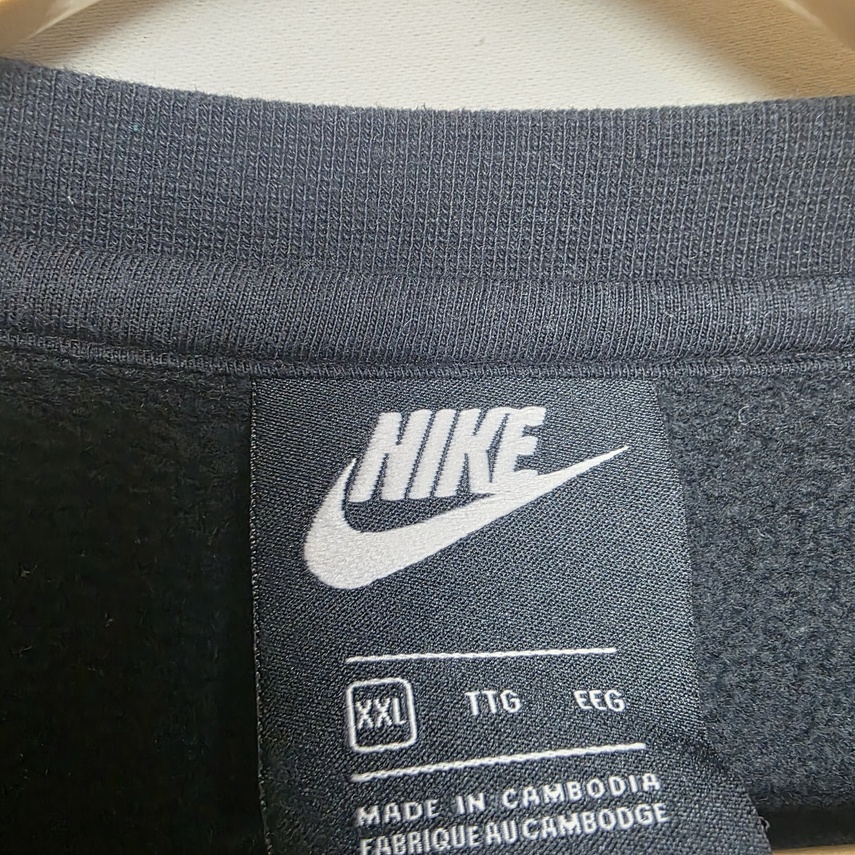 NIKE
XXL TTG EEG
MADE IN CAMBODIA
FABRIQUE AU CAMBODGE